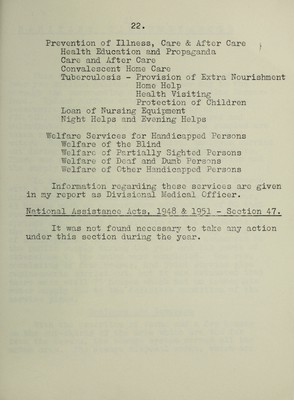 22.
Prevention of Illness, Care & After Care
Health Education and Propaganda
Care and After Care
Convalescent Home Care
Tuberculosis - Provision of Extra Nourishment
Home Help
Health Visiting
Protection of Children
Loan of Nursing Equipment
Night Helps and Evening Helps
Welfare Services for Handicapped Persons
Welfare of the Blind
Welfare of Partially Sighted Persons
Welfare of Deaf and Dumb Persons
Welfare of Other Handicapped Persons
Information regarding these services are given
in my report as Divisional Medical Officer.
National Assistance Acts, 1948 & 1951 - Section 47.
It was not found necessary to take any action
under this section during the year.